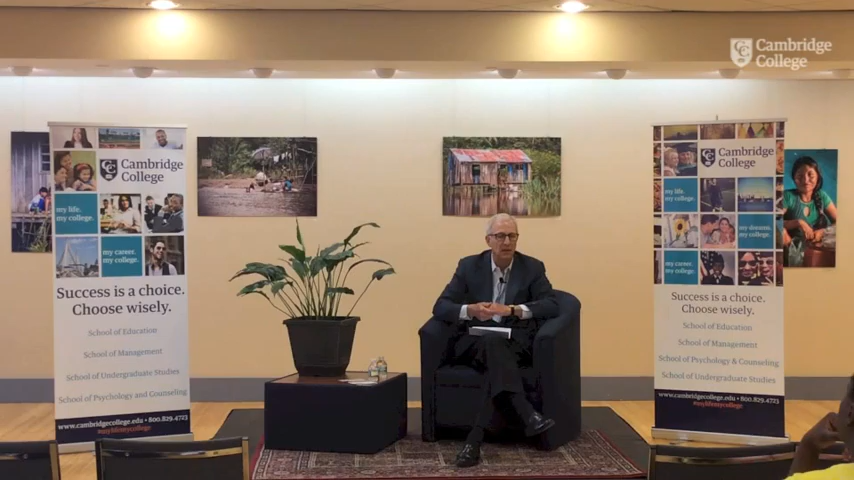 Cambridge
College
Cambridge
College
my life.
my college.
my career.
my college.
Success is a choice.
Choose wisely.
School of Education
School of Management
School of Undergraduate Studies
School of Psychology and Counseling
www.cambridgecollege.edu • 800.829.4723
#mylifemycollege
Cambridge
College
my life.
my college.
my dreams.
my college.
my career.
my college.
Success is a choice.
Choose wisely.
School of Education
School of Management
School of Psychology & Counseling
School of Undergraduate Studies
www.cambridgecollege.edu • 800.829.4723
#mylifemycollege